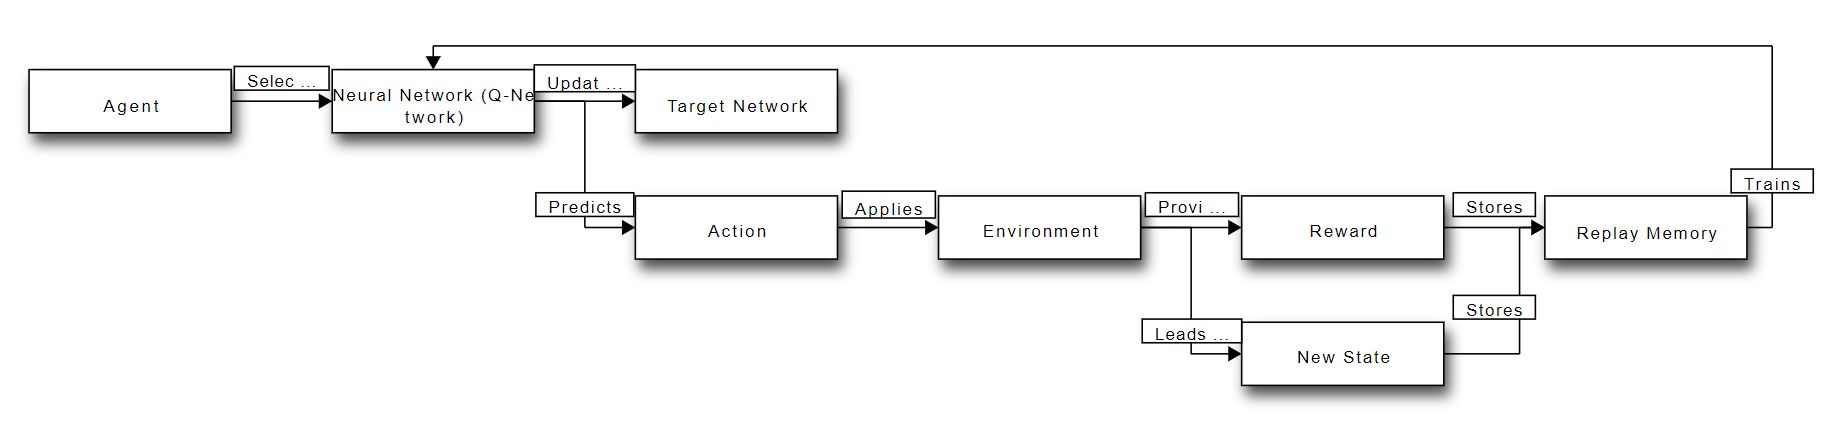 Agent
Selec ...
Neural Network (Q-Ne
twork)
Updat ...
Target Network
Trains
Predicts
Action
Applies
Environment
Provi ...
Reward
Stores
Replay Memory
Stores
Leads ...
New State